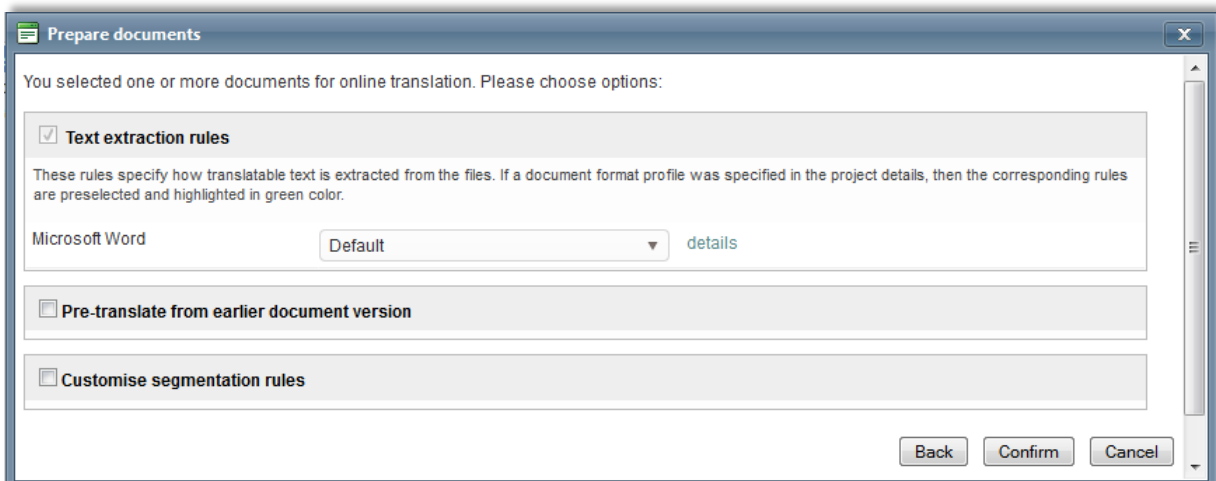 Prepare documents
X
You selected one or more documents for online translation. Please choose options:
Text extraction rules
These rules specify how translatable text is extracted from the files. If a document format profile was specified in the project details, then the corresponding rules
are preselected and highlighted in green color.
Microsoft Word Default details
Pre-translate from earlier document version
Customise segmentation rules
Back Confirm Cancel